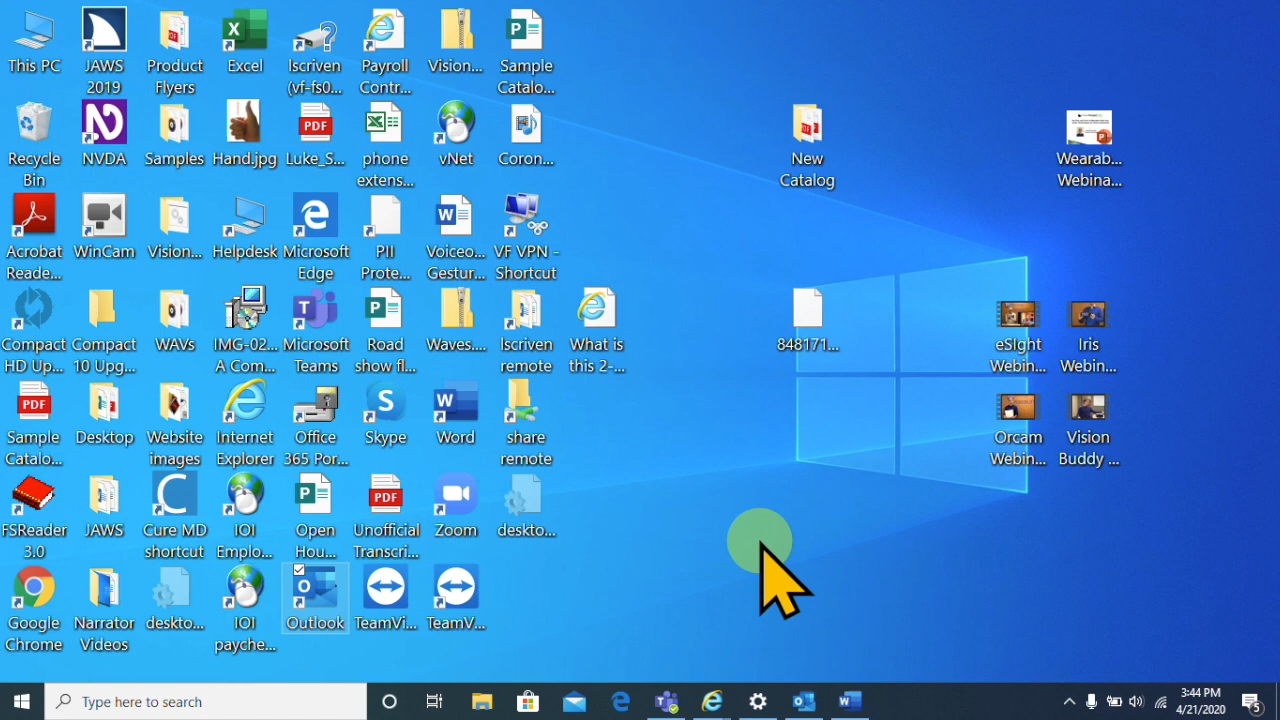 This PC
JAWS
2019
Product
Flyers
Excel
lscriven
(vf-fs0...
Payroll
Contr...
Vision...
Sample
Catalo...
Recycle
Bin
NVDA
Samples
Hand.jpg
PDF
Luke_S...
phone
extens...
vNet
Coron...
New
Catalog
Wearab...
Webina...
Acrobat
Reade...
WinCam
Vision...
Helpdesk
Microsoft
Edge
PII
Prote...
Voiceo...
Gestur...
VF VPN -
Shortcut
Compact
HD Up...
Compact
10 Upg...
WAVs
IMG-02...
A Com...
Microsoft
Teams
Road
show fl...
Waves....
lscriven
remote
What is
this 2-...
848171...
eSIght
Webin...
Iris
Webin...
PDF
Sample
Catalo...
Desktop
Website
images
Internet
Explorer
Office
365 Por...
Skype
Word
share
remote
Orcam
Webin...
Vision
Buddy ...
FSReader
3.0
JAWS
Cure MD
shortcut
IOI
Emplo...
Open
Hou...
PDF
Unofficial
Transcri...
Zoom
deskto...
Google
Chrome
Narrator
Videos
deskto...
IOI
payche...
Outlook
TeamVi...
TeamV...
Type here to search
3:44 PM
4/21/2020
5